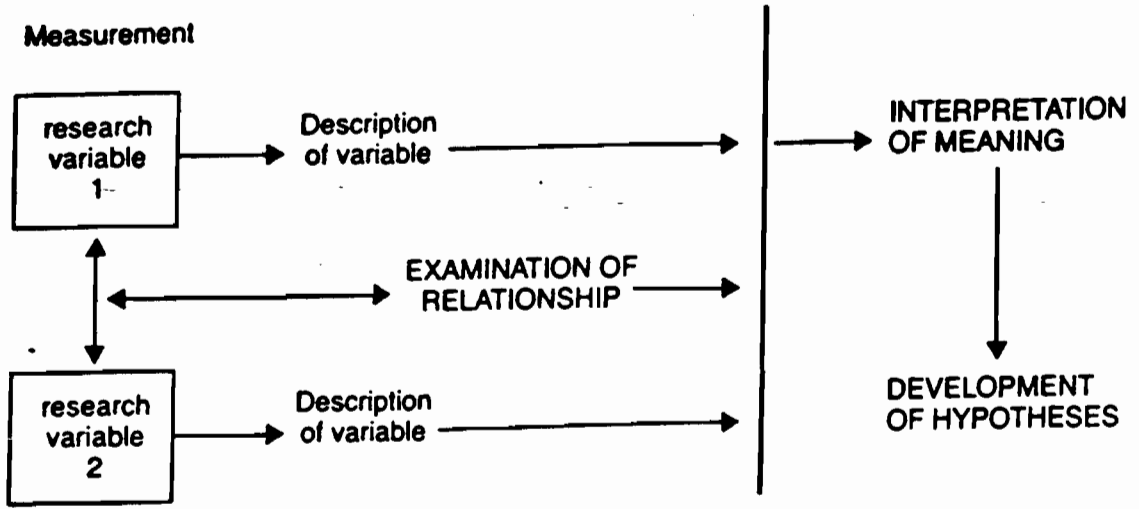 Measurement
research
variable
1
Description
of variable
INTERPRETATION
OF MEANING
EXAMINATION OF
RELATIONSHIP
research
variable
2
Description
of variable
DEVELOPMENT
OF HYPOTHESES